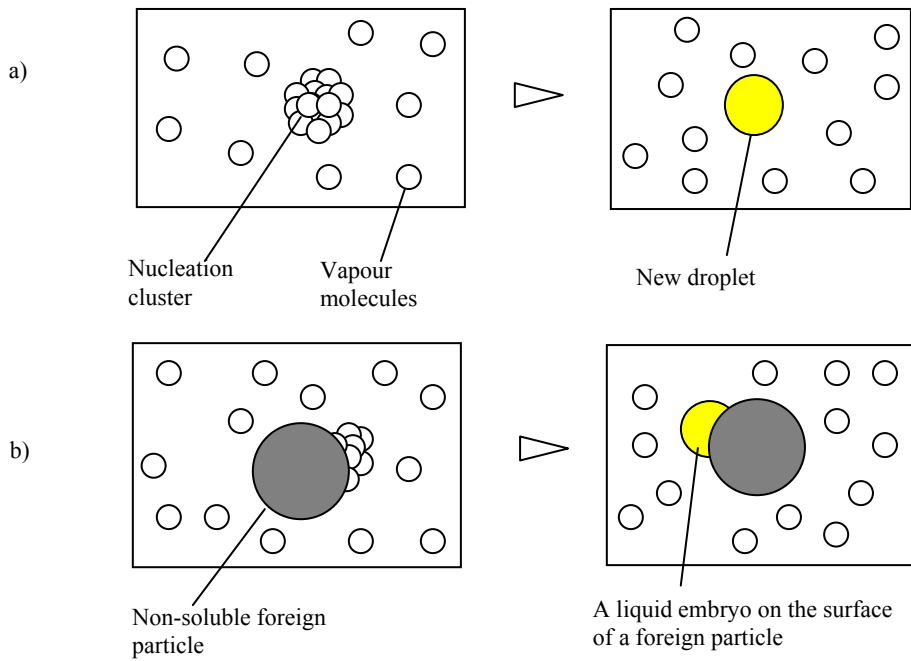 a)
Nucleation
cluster
Vapour
molecules
New droplet
b)
Non-soluble foreign
particle
A liquid embryo on the surface
of a foreign particle